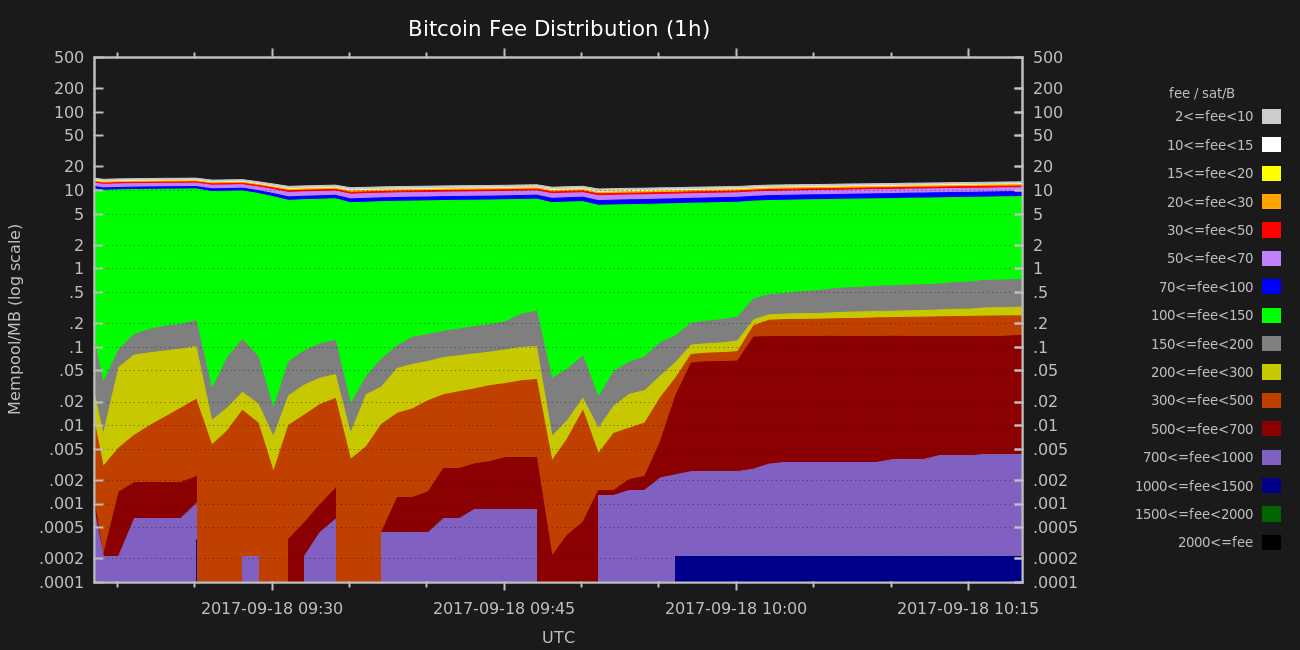 Bitcoin Fee Distribution (1h)
500
200
100
50
20
10
5
2
1
.5
.2
.1
.05
.02
.01
.005
.002
.001
.0005
.0002
.0001
Mempool/MB (log scale)
500
200
100
50
20
10
5
2
1
.5
.2
.1
.05
.02
.01
.005
.002
.001
.0005
.0002
.0001
2017-09-18 09:30 2017-09-18 09:45 2017-09-18 10:00 2017-09-18 10:15
UTC
fee / sat/B
2<=fee<10
10<=fee<15
15<=fee<20
20<=fee<30
30<=fee<50
50<=fee<70
70<=fee<100
100<=fee<150
150<=fee<200
200<=fee<300
300<=fee<500
500<=fee<700
700<=fee<1000
1000<=fee<1500
1500<=fee<2000
2000<=fee